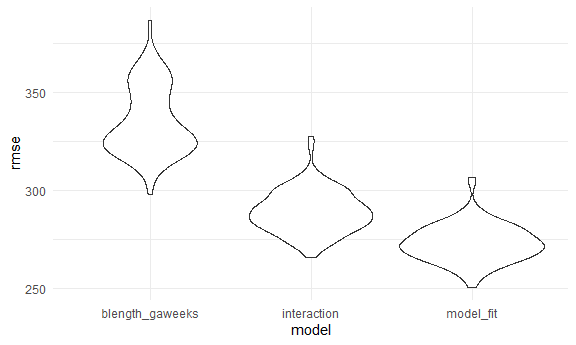 rmse
350
300
250
blength_gaweeks
interaction
model_fit
model